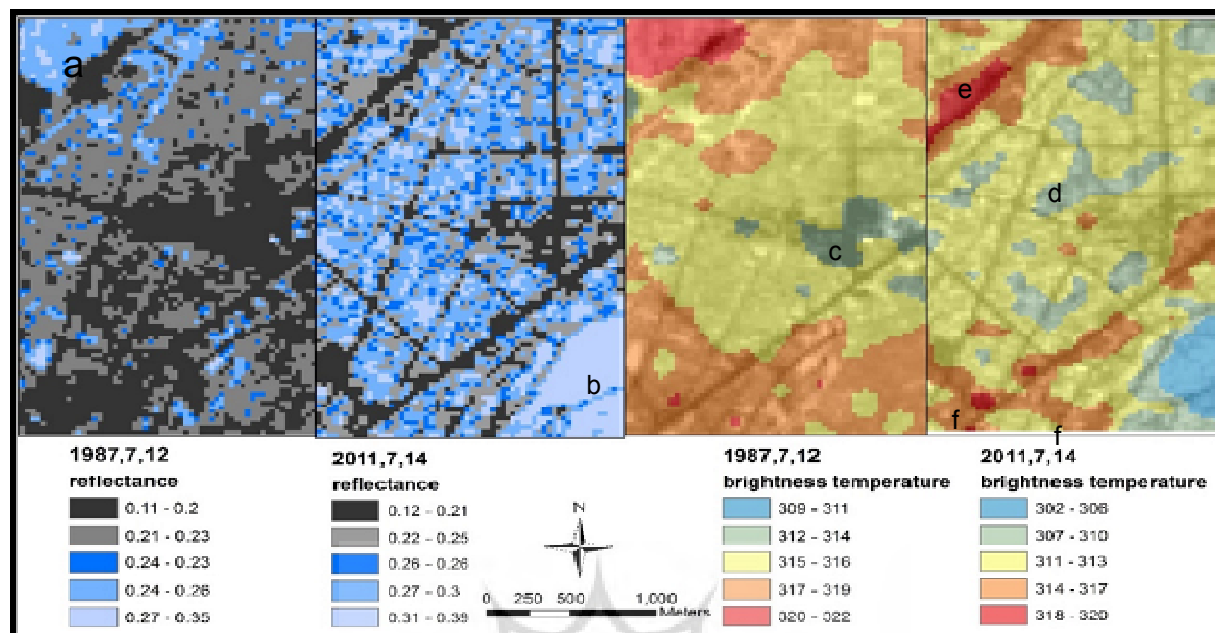 a
b
c
d
e
f
f
1987,7,12
reflectance
0.11 - 0.2
0.21 - 0.23
0.24 - 0.23
0.24 - 0.26
0.27 - 0.35
2011,7,14
reflectance
0.12 - 0.21
0.22 - 0.25
0.26 - 0.26
0.27 - 0.3
0.31 - 0.39
N
0 250 500 1,000
Meters
1987,7,12
brightness temperature
309 - 311
312 - 314
315 - 316
317 - 319
320 - 322
2011,7,14
brightness temperature
302 - 306
307 - 310
311 - 313
314 - 317
318 - 320